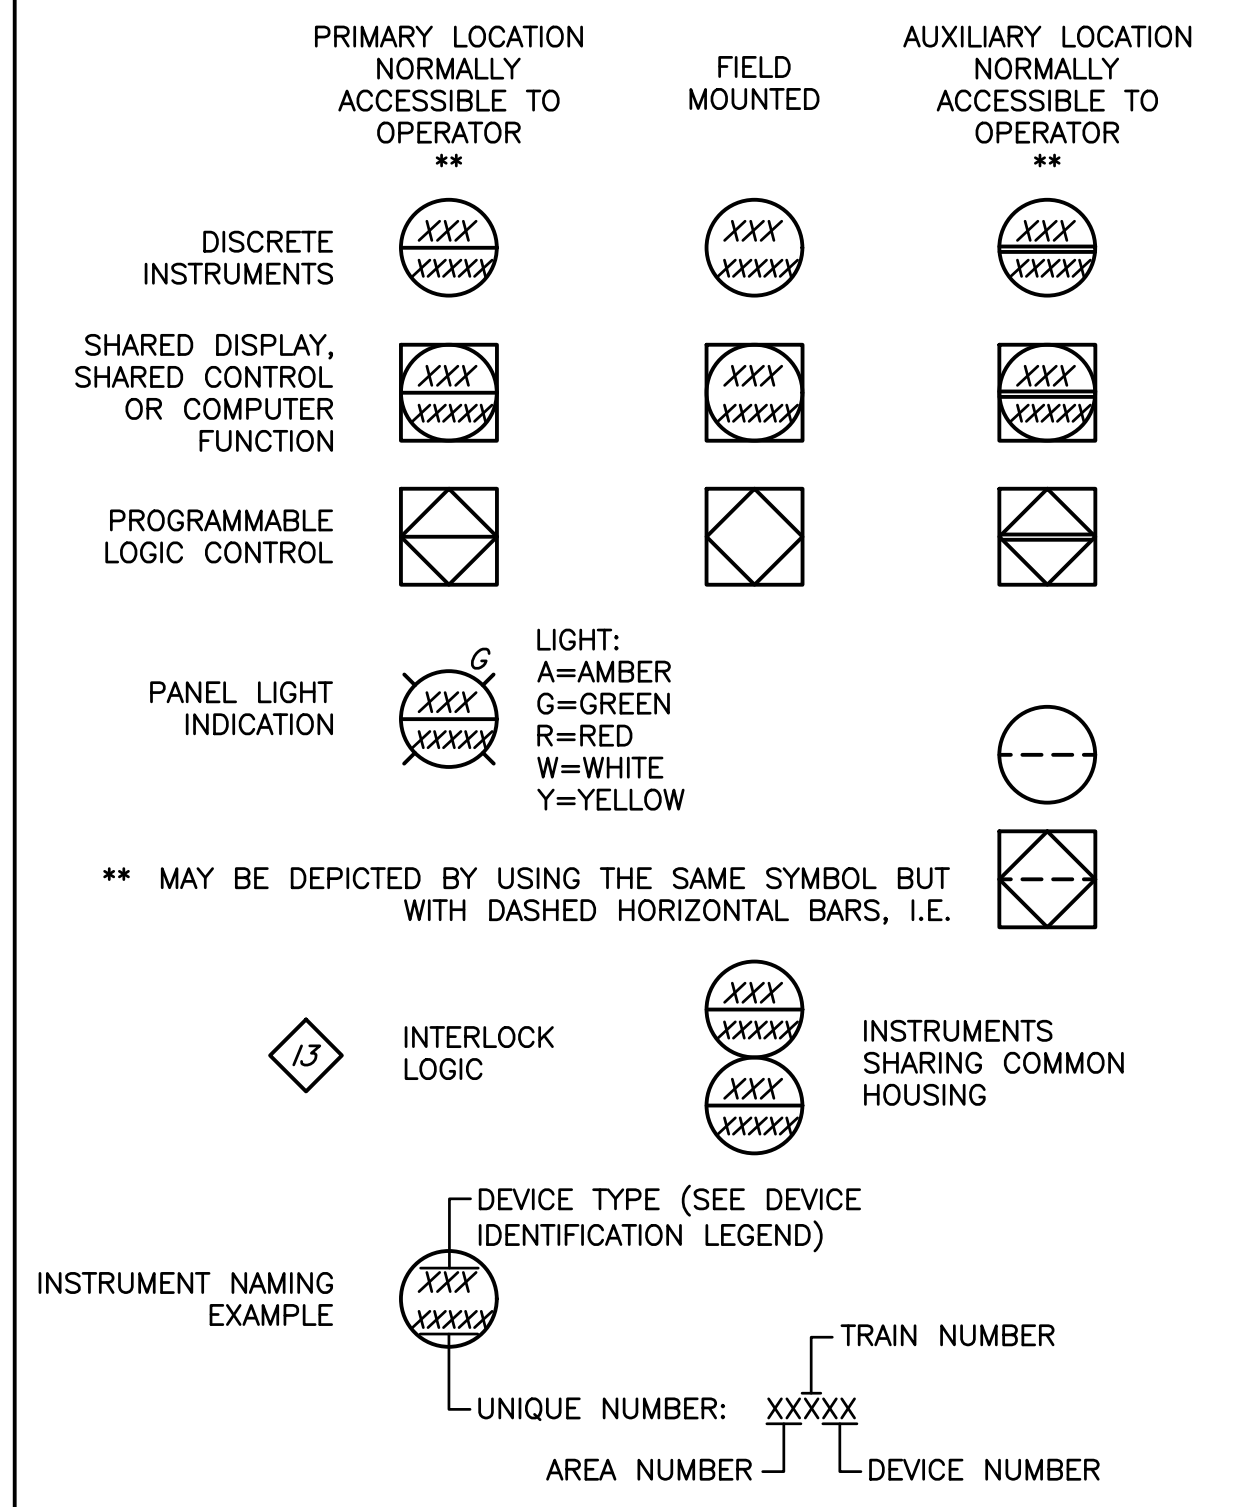 PRIMARY LOCATION
NORMALLY
ACCESSIBLE TO
OPERATOR
**
FIELD
MOUNTED
AUXILIARY LOCATION
NORMALLY
ACCESSIBLE TO
OPERATOR
**
DISCRETE
INSTRUMENTS
XXX
XXXXX
XXX
XXXXX
XXX
XXXXX
SHARED DISPLAY,
SHARED CONTROL
OR COMPUTER
FUNCTION
XXX
XXXXX
XXX
XXXXX
XXX
XXXXX
PROGRAMMABLE
LOGIC CONTROL
PANEL LIGHT
INDICATION
G
XXX
XXXXX
LIGHT:
A=AMBER
G=GREEN
R=RED
W=WHITE
Y=YELLOW
** MAY BE DEPICTED BY USING THE SAME SYMBOL BUT
WITH DASHED HORIZONTAL BARS, I.E.
13
INTERLOCK
LOGIC
XXX
XXXXX
XXX
XXXXX
INSTRUMENTS
SHARING COMMON
HOUSING
DEVICE TYPE (SEE DEVICE
IDENTIFICATION LEGEND)
INSTRUMENT NAMING
EXAMPLE
XXX
XXXXX
TRAIN NUMBER
UNIQUE NUMBER: XXXXX
AREA NUMBER
DEVICE NUMBER